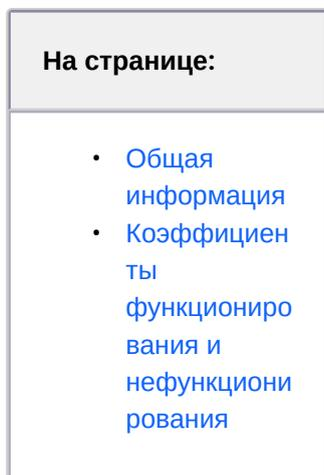 На странице:
• Общая
информация
• Коэффициен
ты
функциониро
вания и
нефункциони
рования